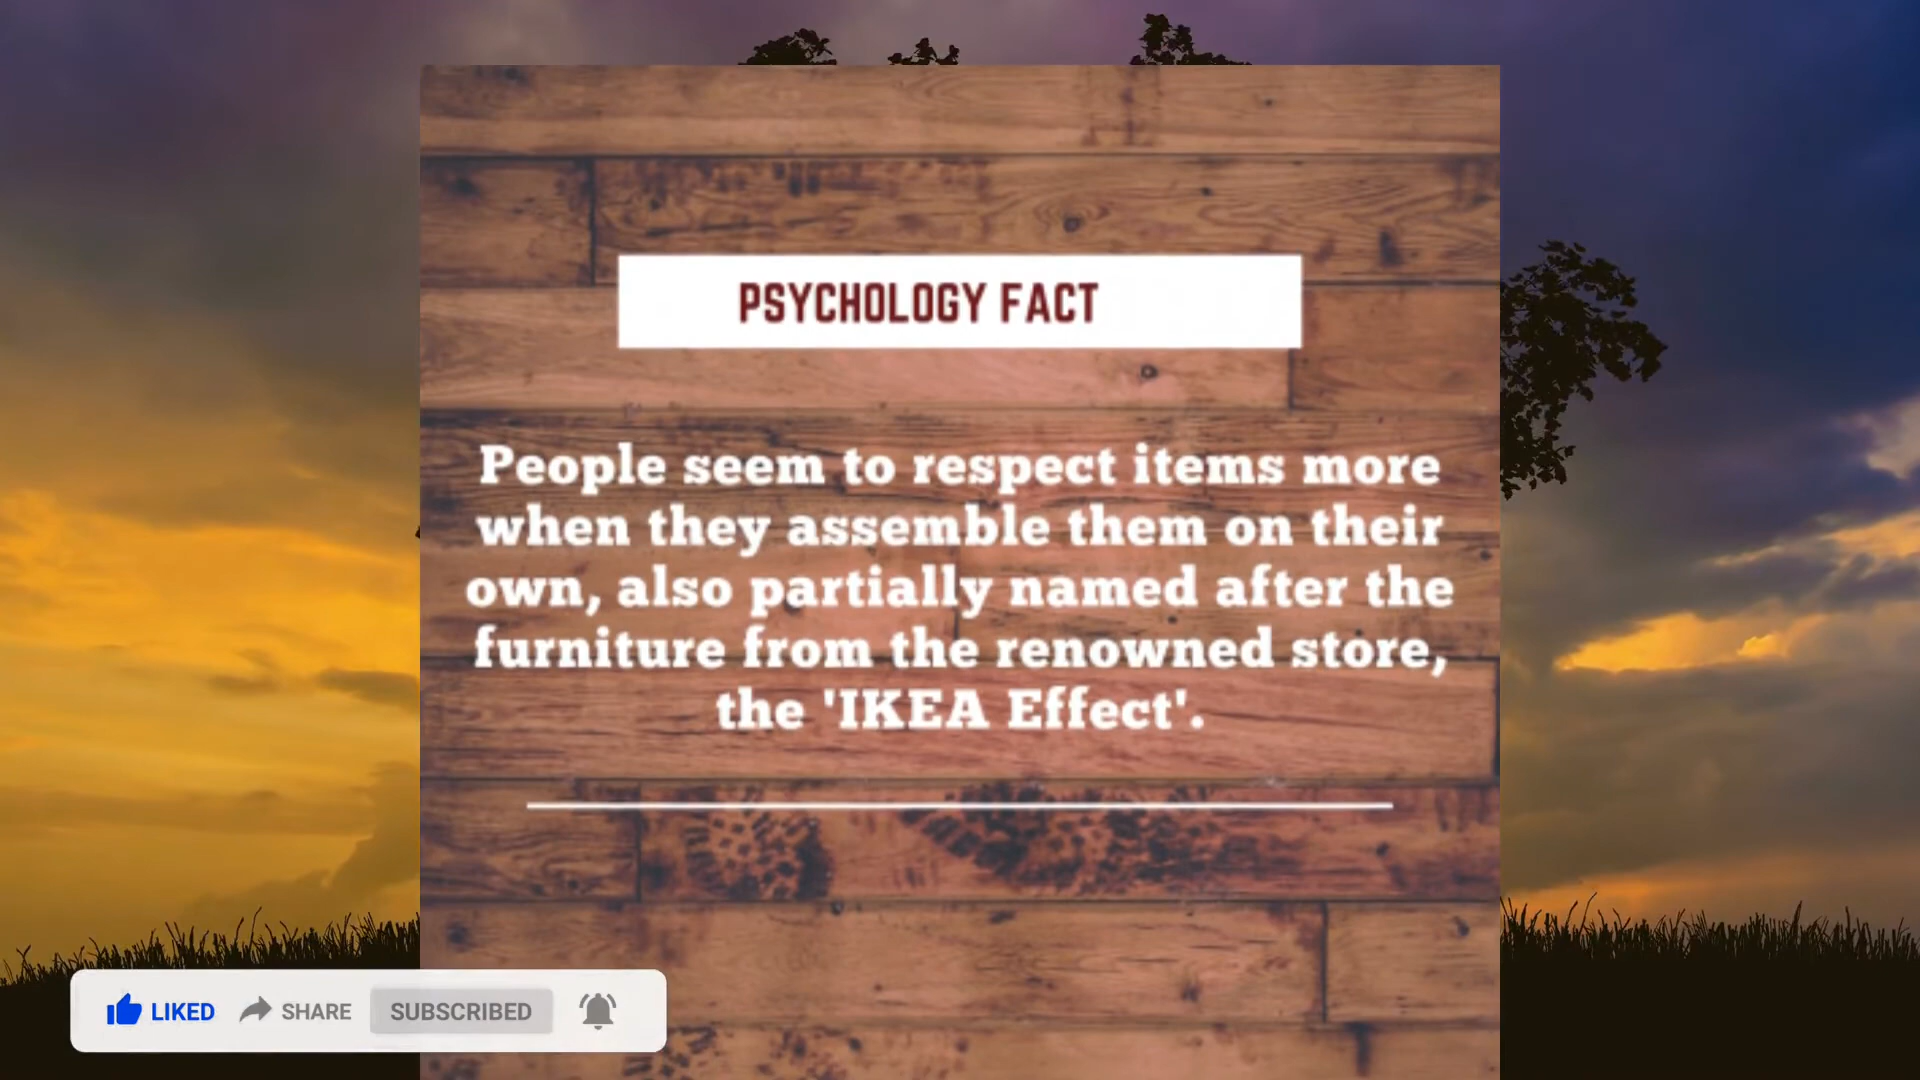 PSYCHOLOGY FACT
People seem to respect items more
when they assemble them on their
own, also partially named after the
furniture from the renowned store,
the 'IKEA Effect'.
LIKED SHARE SUBSCRIBED